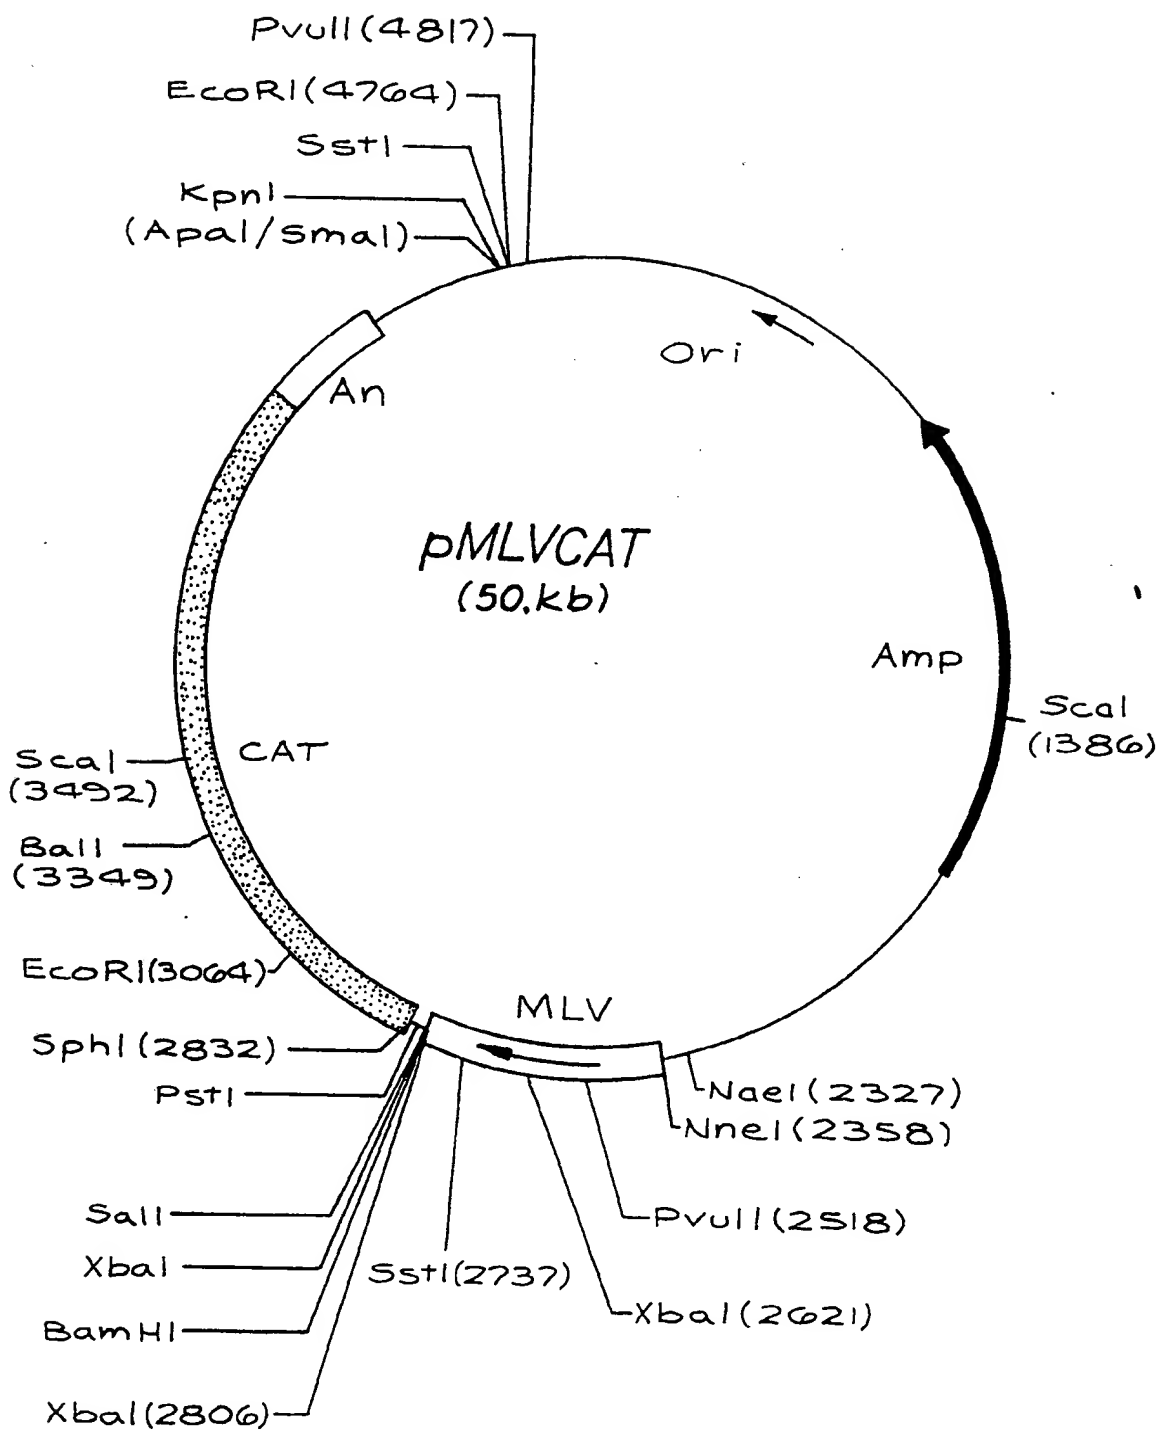 PvuII (4817)
EcoRI (4764)
SstI
KpnI
(ApaI/SmaI)
Ori
An
pMLVCAT
(50.kb)
Amp
ScaI
(1386)
CAT
ScaI
(3492)
BalI
(3349)
EcoRI(3064)
MLV
SphI (2832)
PstI
NaeI (2327)
NneI (2358)
SalI
PvuII (2518)
XbaI
SstI(2737)
XbaI (2621)
BamHI
XbaI(2806)